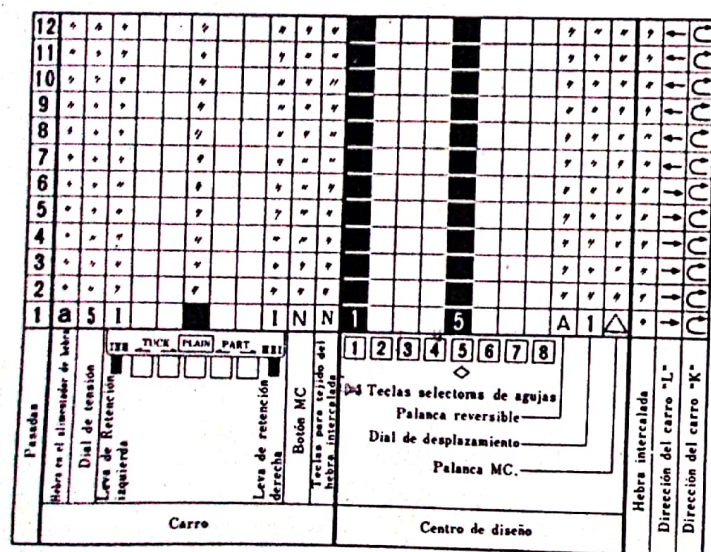 12 〃 〃 〃 〃 〃 〃 〃 〃 〃 〃 〃 ←
11 〃 〃 〃 〃 〃 〃 〃 〃 〃 〃 〃 ←
10 〃 〃 〃 〃 〃 〃 〃 〃 〃 〃 〃 ←
9 〃 〃 〃 〃 〃 〃 〃 〃 〃 〃 〃 ←
8 〃 〃 〃 〃 〃 〃 〃 〃 〃 〃 〃 ←
7 〃 〃 〃 〃 〃 〃 〃 〃 〃 〃 〃 ←
6 〃 〃 〃 〃 〃 〃 〃 〃 〃 〃 〃 →
5 〃 〃 〃 〃 〃 〃 〃 〃 〃 〃 〃 →
4 〃 〃 〃 〃 〃 〃 〃 〃 〃 〃 〃 →
3 〃 〃 〃 〃 〃 〃 〃 〃 〃 〃 〃 →
2 〃 〃 〃 〃 〃 〃 〃 〃 〃 〃 〃 →
1 a 5 I I N N 1 5 A 1 △ →
Pasadas
Hebra en el alimentador de hebra
Dial de tensión
Leva de Retención
izquierda
TUCK PLAIN PART
Leva de retención
derecha
Botón MC
Teclas para tejido del
hebra intercalada
1 2 3 4 5 6 7 8
Teclas selectoras de agujas
Palanca reversible
Dial de desplazamiento
Palanca MC.
Hebra intercalada
Dirección del carro "L"
Dirección del carro "K"
Carro
Centro de diseño